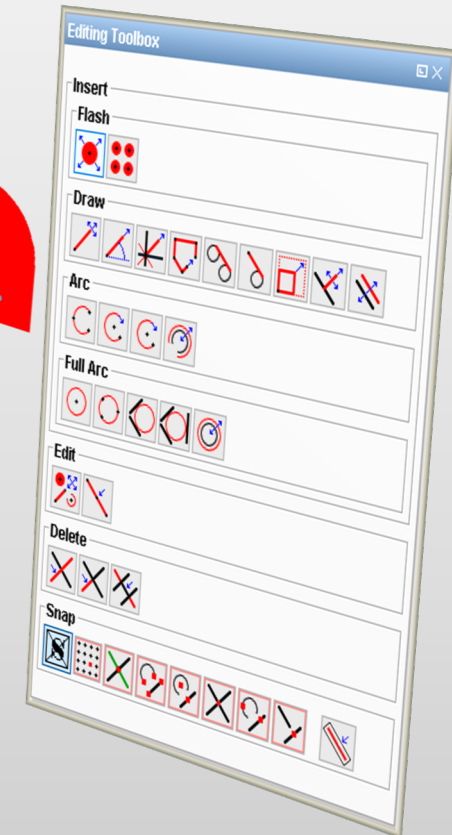 Editing Toolbox
Insert
Flash
Draw
Arc
Full Arc
Edit
Delete
Snap
S